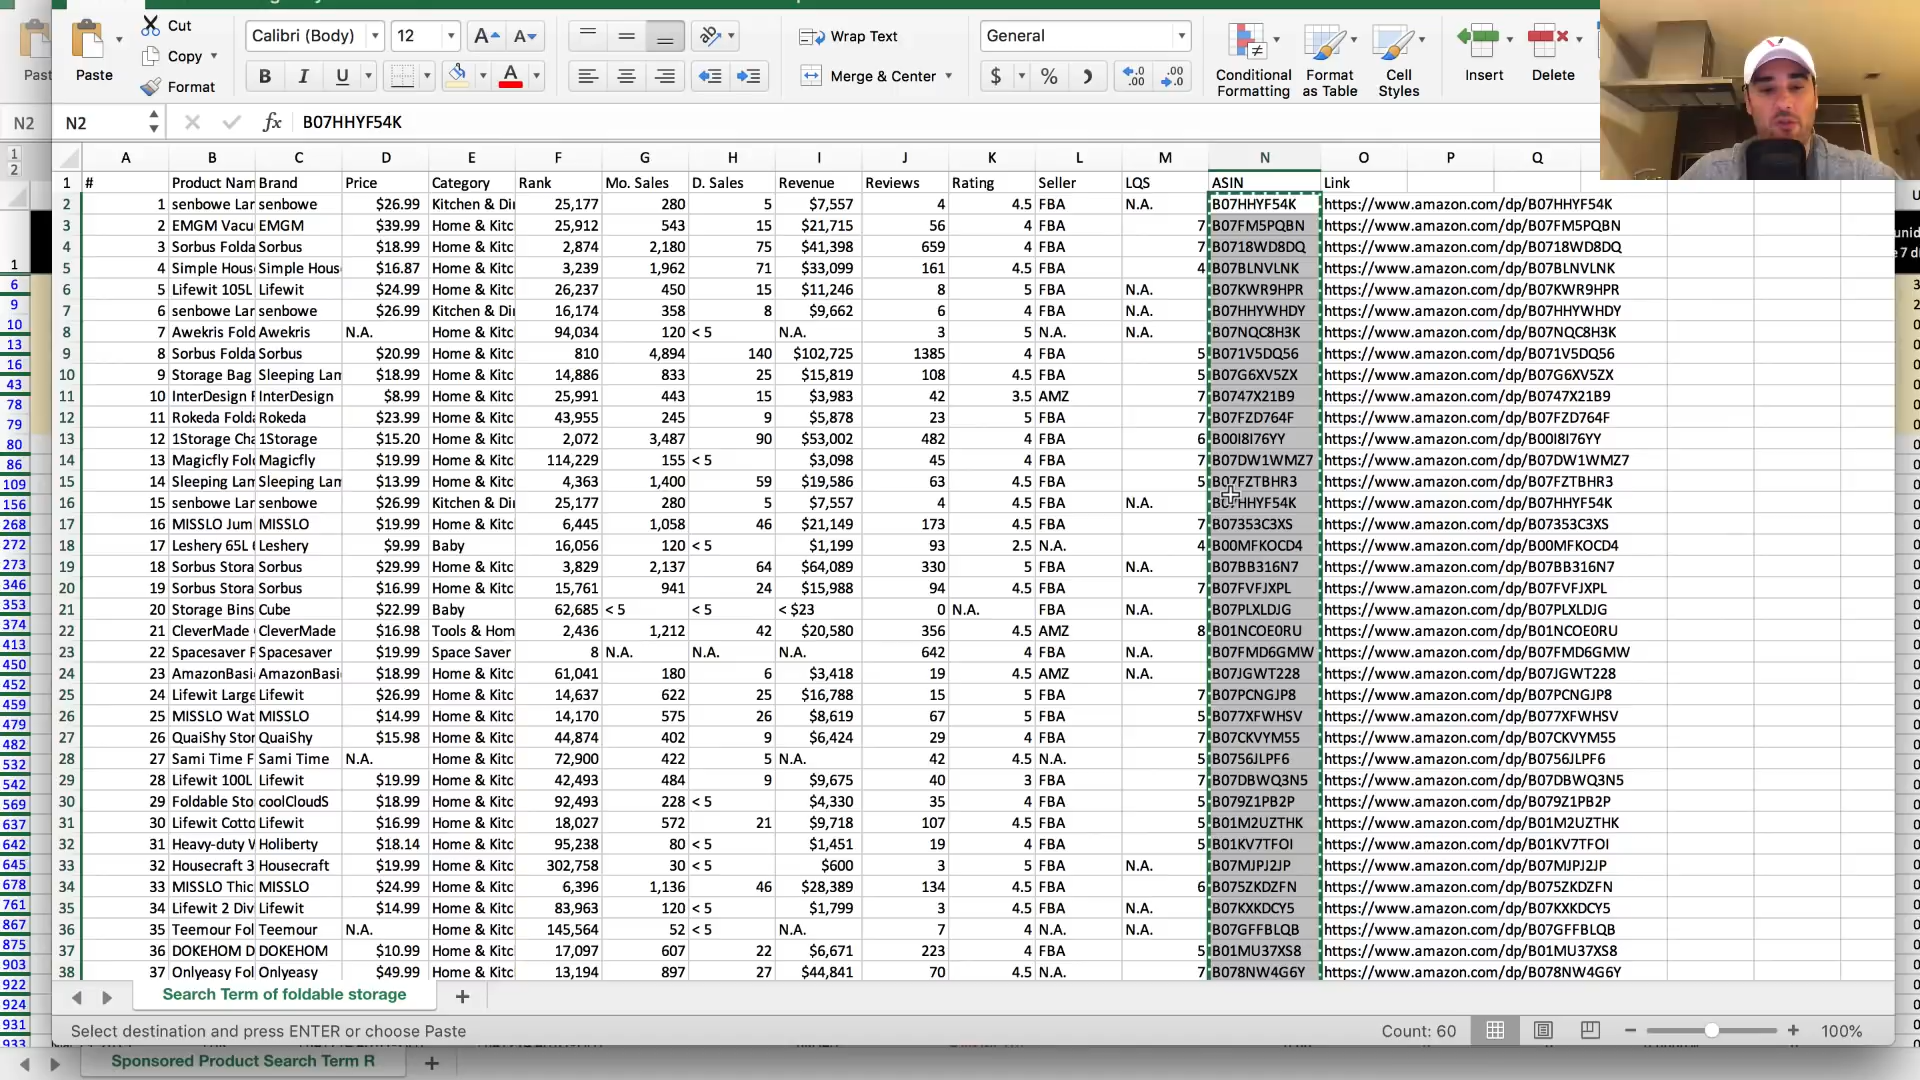 Cut
Calibri (Body)
12
Wrap Text
General
Copy
Paste
Format
B I U
Merge & Center
$ %
Conditional Formatting
Format as Table
Cell Styles
Insert
Delete
N2 N2 fx B07HHYF54K
A B C D E F G H I J K L M N O P Q
1 # Product Nam Brand Price Category Rank Mo. Sales D. Sales Revenue Reviews Rating Seller LQS ASIN Link
2 1 senbowe Lar senbowe $26.99 Kitchen & Din 25,177 280 5 $7,557 4 4.5 FBA N.A. B07HHYF54K https://www.amazon.com/dp/B07HHYF54K
3 2 EMGM Vacu EMGM $39.99 Home & Kitc 25,912 543 15 $21,715 56 4 FBA 7 B07FM5PQBN https://www.amazon.com/dp/B07FM5PQBN
4 3 Sorbus Folda Sorbus $18.99 Home & Kitc 2,874 2,180 75 $41,398 659 4 FBA 7 B0718WD8DQ https://www.amazon.com/dp/B0718WD8DQ
5 4 Simple Hous Simple Hous $16.87 Home & Kitc 3,239 1,962 71 $33,099 161 4.5 FBA 4 B07BLNVLNK https://www.amazon.com/dp/B07BLNVLNK
6 5 Lifewit 105L Lifewit $24.99 Home & Kitc 26,237 450 15 $11,246 8 5 FBA N.A. B07KWR9HPR https://www.amazon.com/dp/B07KWR9HPR
7 6 senbowe Lar senbowe $26.99 Kitchen & Din 16,174 358 8 $9,662 6 4 FBA N.A. B07HHYWHDY https://www.amazon.com/dp/B07HHYWHDY
8 7 Awekris Fold Awekris N.A. Home & Kitc 94,034 120 < 5 N.A. 3 5 N.A. N.A. B07NQC8H3K https://www.amazon.com/dp/B07NQC8H3K
9 8 Sorbus Folda Sorbus $20.99 Home & Kitc 810 4,894 140 $102,725 1385 4 FBA 5 B071V5DQ56 https://www.amazon.com/dp/B071V5DQ56
10 9 Storage Bag Sleeping Lam $18.99 Home & Kitc 14,886 833 25 $15,819 108 4.5 FBA 5 B07G6XV5ZX https://www.amazon.com/dp/B07G6XV5ZX
11 10 InterDesign F InterDesign $8.99 Home & Kitc 25,991 443 15 $3,983 42 3.5 AMZ 7 B0747X21B9 https://www.amazon.com/dp/B0747X21B9
12 11 Rokeda Folda Rokeda $23.99 Home & Kitc 43,955 245 9 $5,878 23 5 FBA 7 B07FZD764F https://www.amazon.com/dp/B07FZD764F
13 12 1Storage Cha 1Storage $15.20 Home & Kitc 2,072 3,487 90 $53,002 482 4 FBA 6 B00I8I76YY https://www.amazon.com/dp/B00I8I76YY
14 13 Magicfly Fol Magicfly $19.99 Home & Kitc 114,229 155 < 5 $3,098 45 4 FBA 7 B07DW1WMZ7 https://www.amazon.com/dp/B07DW1WMZ7
15 14 Sleeping Lam Sleeping Lam $13.99 Home & Kitc 4,363 1,400 59 $19,586 63 4.5 FBA 5 B07FZTBHR3 https://www.amazon.com/dp/B07FZTBHR3
16 15 senbowe Lar senbowe $26.99 Kitchen & Din 25,177 280 5 $7,557 4 4.5 FBA N.A. B07HHYF54K https://www.amazon.com/dp/B07HHYF54K
17 16 MISSLO Jum MISSLO $19.99 Home & Kitc 6,445 1,058 46 $21,149 173 4.5 FBA 7 B07353C3XS https://www.amazon.com/dp/B07353C3XS
18 17 Leshery 65L Leshery $9.99 Baby 16,056 120 < 5 $1,199 93 2.5 N.A. 4 B00MFKOCD4 https://www.amazon.com/dp/B00MFKOCD4
19 18 Sorbus Stora Sorbus $29.99 Home & Kitc 3,829 2,137 64 $64,089 330 5 FBA N.A. B07BB316N7 https://www.amazon.com/dp/B07BB316N7
20 19 Sorbus Stora Sorbus $16.99 Home & Kitc 15,761 941 24 $15,988 94 4.5 FBA 7 B07FVFJXPL https://www.amazon.com/dp/B07FVFJXPL
21 20 Storage Bins Cube $22.99 Baby 62,685 < 5 < 5 < $23 0 N.A. FBA N.A. B07PLXLDJG https://www.amazon.com/dp/B07PLXLDJG
22 21 CleverMade CleverMade $16.98 Tools & Hom 2,436 1,212 42 $20,580 356 4.5 AMZ 8 B01NCOE0RU https://www.amazon.com/dp/B01NCOE0RU
23 22 Spacesaver P Spacesaver $19.99 Space Saver 8 N.A. N.A. N.A. 642 4 FBA N.A. B07FMD6GMW https://www.amazon.com/dp/B07FMD6GMW
24 23 AmazonBasi AmazonBasi $18.99 Home & Kitc 61,041 180 6 $3,418 19 4.5 AMZ N.A. B07JGWT228 https://www.amazon.com/dp/B07JGWT228
25 24 Lifewit Large Lifewit $26.99 Home & Kitc 14,637 622 25 $16,788 15 5 FBA 7 B07PCNGJP8 https://www.amazon.com/dp/B07PCNGJP8
26 25 MISSLO Wat MISSLO $14.99 Home & Kitc 14,170 575 26 $8,619 67 5 FBA 5 B077XFWHSV https://www.amazon.com/dp/B077XFWHSV
27 26 QuaiShy Stor QuaiShy $15.98 Home & Kitc 44,874 402 9 $6,424 29 4 FBA 7 B07CKVYM55 https://www.amazon.com/dp/B07CKVYM55
28 27 Sami Time F Sami Time N.A. Home & Kitc 72,900 422 5 N.A. 42 4.5 N.A. 5 B0756JLPF6 https://www.amazon.com/dp/B0756JLPF6
29 28 Lifewit 100L Lifewit $19.99 Home & Kitc 42,493 484 9 $9,675 40 3 FBA 7 B07DBWQ3N5 https://www.amazon.com/dp/B07DBWQ3N5
30 29 Foldable Sto coolCloudS $18.99 Home & Kitc 92,493 228 < 5 $4,330 35 4 FBA 5 B079Z1PB2P https://www.amazon.com/dp/B079Z1PB2P
31 30 Lifewit Cotto Lifewit $16.99 Home & Kitc 18,027 572 21 $9,718 107 4.5 FBA 5 B01M2UZTHK https://www.amazon.com/dp/B01M2UZTHK
32 31 Heavy-duty V Holiberty $18.14 Home & Kitc 95,238 80 < 5 $1,451 19 4 FBA 5 B01KV7TFOI https://www.amazon.com/dp/B01KV7TFOI
33 32 Housecraft 3 Housecraft $19.99 Home & Kitc 302,758 30 < 5 $600 3 5 FBA N.A. B07MJPJ2JP https://www.amazon.com/dp/B07MJPJ2JP
34 33 MISSLO Thic MISSLO $24.99 Home & Kitc 6,396 1,136 46 $28,389 134 4.5 FBA 6 B075ZKDZFN https://www.amazon.com/dp/B075ZKDZFN
35 34 Lifewit 2 Div Lifewit $14.99 Home & Kitc 83,963 120 < 5 $1,799 3 4.5 FBA N.A. B07KXKDCY5 https://www.amazon.com/dp/B07KXKDCY5
36 35 Teemour Fol Teemour N.A. Home & Kitc 145,564 52 < 5 N.A. 7 4 N.A. N.A. B07GFFBLQB https://www.amazon.com/dp/B07GFFBLQB
37 36 DOKEHOM D DOKEHOM $10.99 Home & Kitc 17,097 607 22 $6,671 223 4 FBA 5 B01MU37XS8 https://www.amazon.com/dp/B01MU37XS8
38 37 Onlyeasy Fol Onlyeasy $49.99 Home & Kitc 13,194 897 27 $44,841 70 4.5 N.A. 7 B078NW4G6Y https://www.amazon.com/dp/B078NW4G6Y
Search Term of foldable storage +
Select destination and press ENTER or choose Paste Count: 60 100%
Sponsored Product Search Term R +